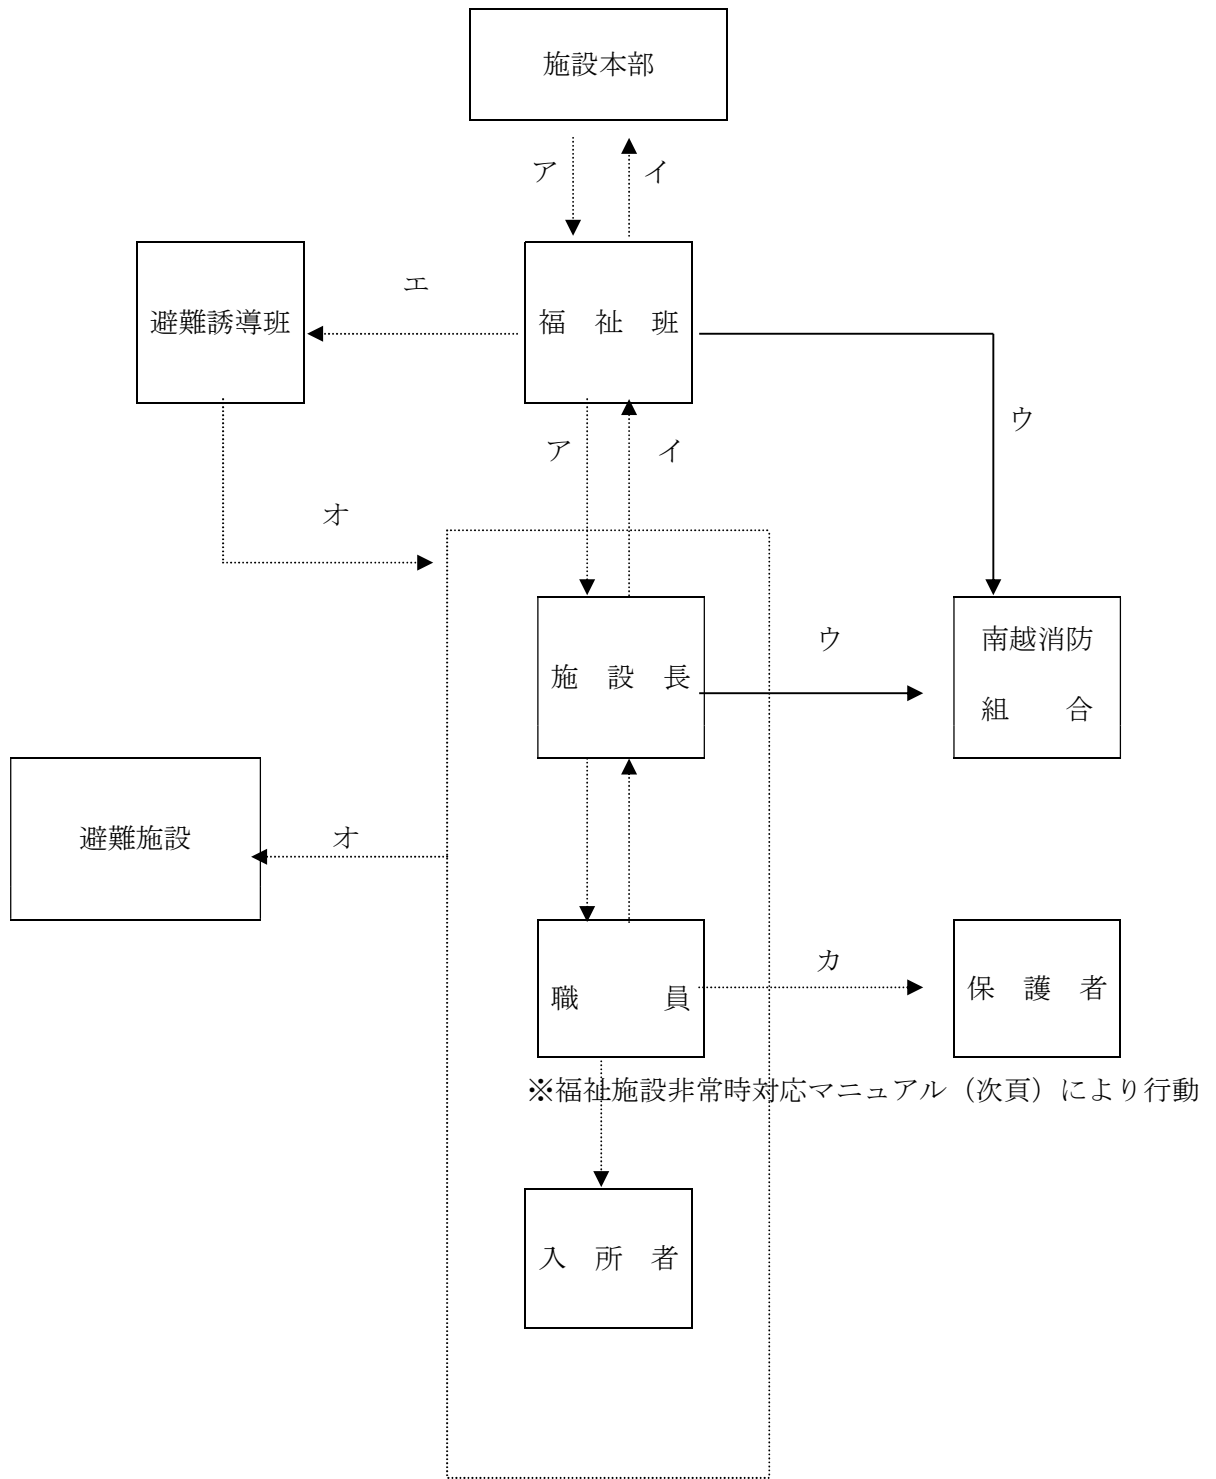 施設本部
ア
イ
避難誘導班
エ
福　祉　班
ウ
ア
イ
オ
施　設　長
ウ
南越消防
組　　合
避難施設
オ
職　　　員
カ
保　護　者
※福祉施設非常時対応マニュアル（次頁）により行動
入　所　者